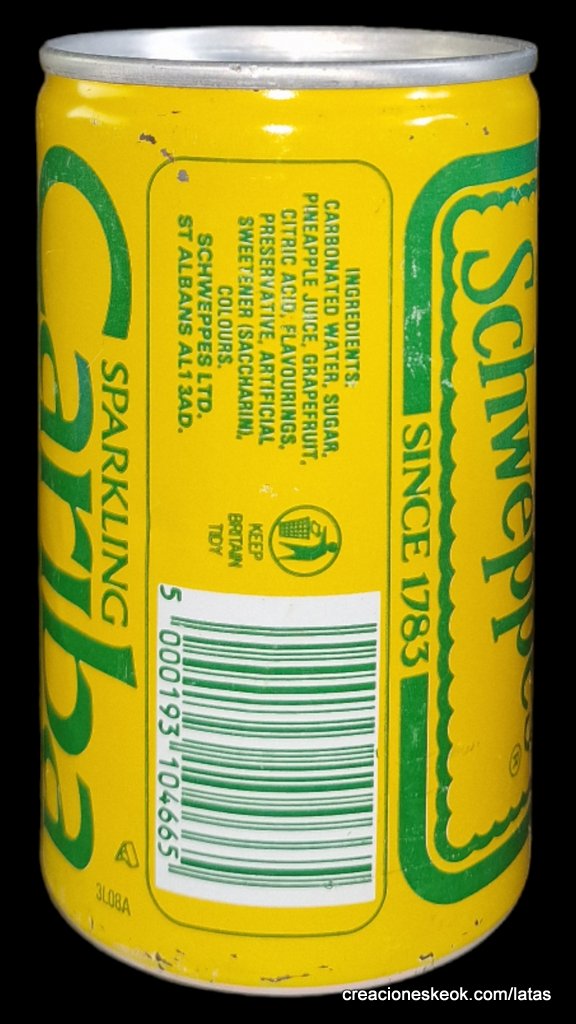 Schweppes
®
SINCE 1783
INGREDIENTS:
CARBONATED WATER, SUGAR,
PINEAPPLE JUICE, GRAPEFRUIT,
CITRIC ACID, FLAVOURINGS,
PRESERVATIVE, ARTIFICIAL
SWEETENER (SACCHARIN),
COLOURS.
SCHWEPPES LTD.
ST ALBANS AL1 3AD.
KEEP
BRITAIN
TIDY
5 000193 104665
SPARKLING
Cariba
3L08A
creacioneskeok.com/latas